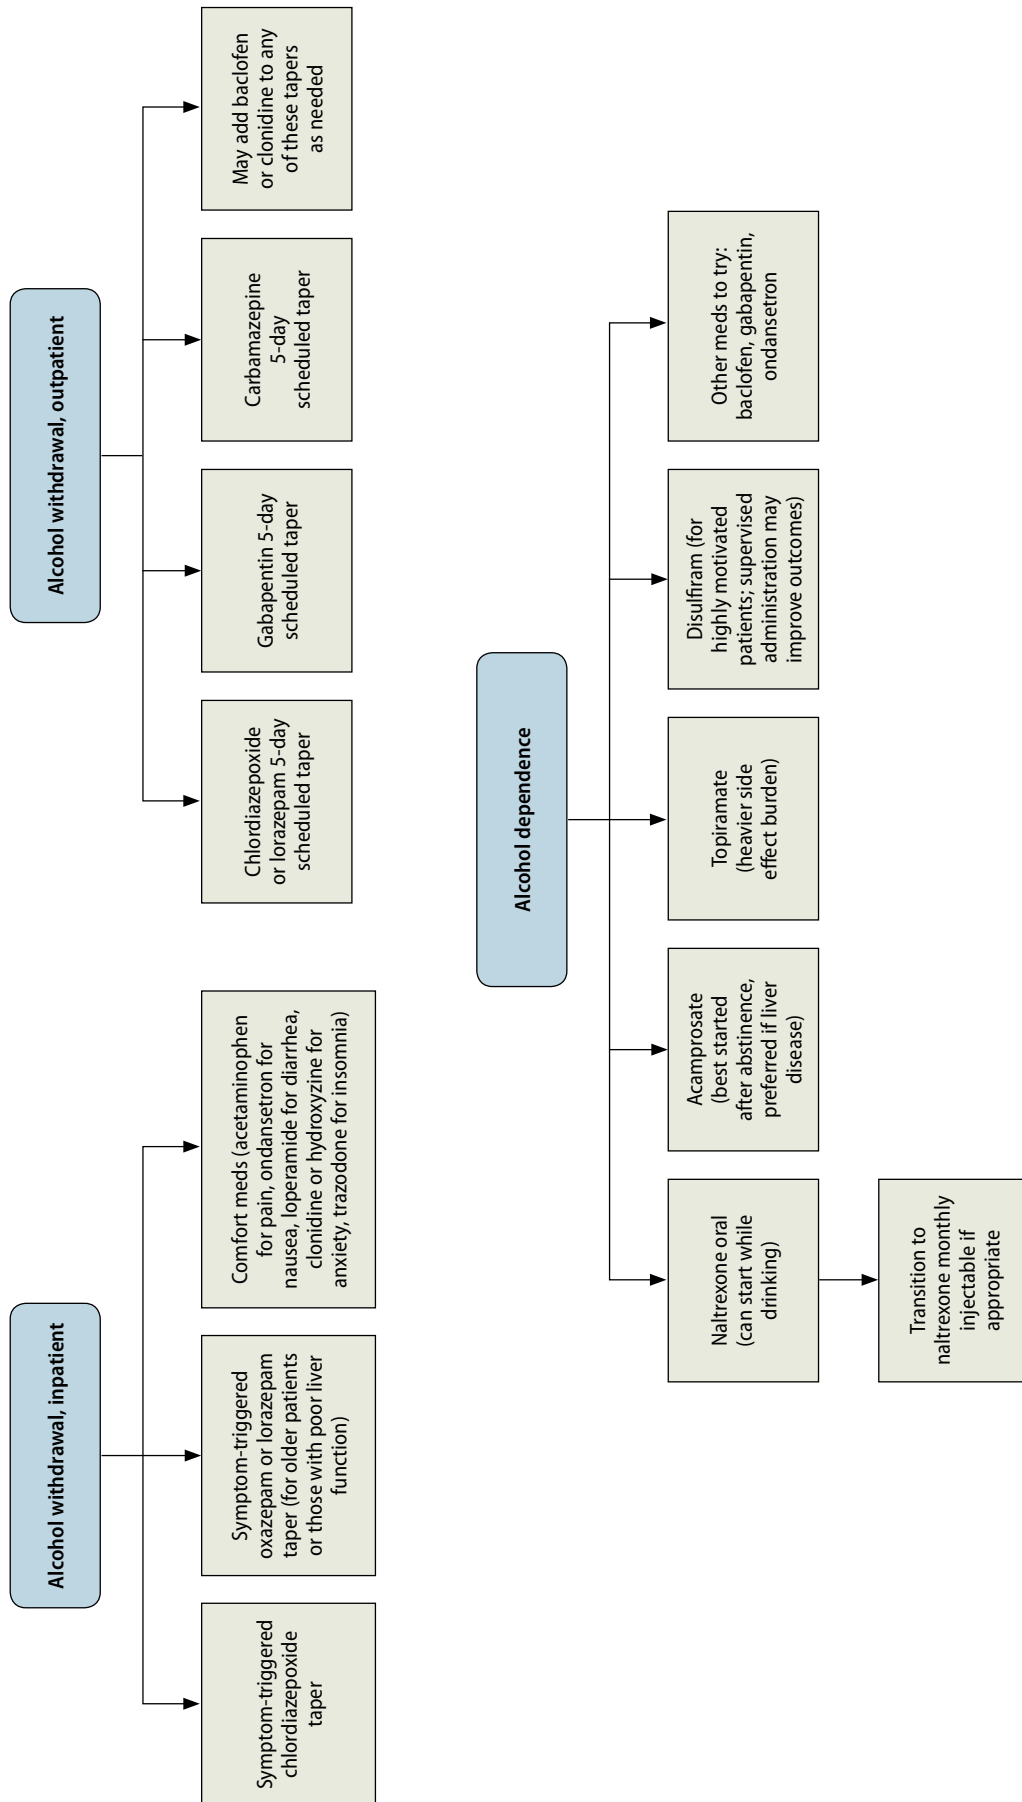 Alcohol withdrawal, inpatient
Symptom-triggered
chlordiazepoxide
taper
Symptom-triggered
oxazepam or lorazepam
taper (for older patients
or those with poor liver
function)
Comfort meds (acetaminophen
for pain, ondansetron for
nausea, loperamide for diarrhea,
clonidine or hydroxyzine for
anxiety, trazodone for insomnia)
Alcohol withdrawal, outpatient
Chlordiazepoxide
or lorazepam 5-day
scheduled taper
Gabapentin 5-day
scheduled taper
Carbamazepine
5-day
scheduled taper
May add baclofen
or clonidine to any
of these tapers
as needed
Alcohol dependence
Naltrexone oral
(can start while
drinking)
Transition to
naltrexone monthly
injectable if
appropriate
Acamprosate
(best started
after abstinence,
preferred if liver
disease)
Topiramate
(heavier side
effect burden)
Disulfiram (for
highly motivated
patients; supervised
administration may
improve outcomes)
Other meds to try:
baclofen, gabapentin,
ondansetron